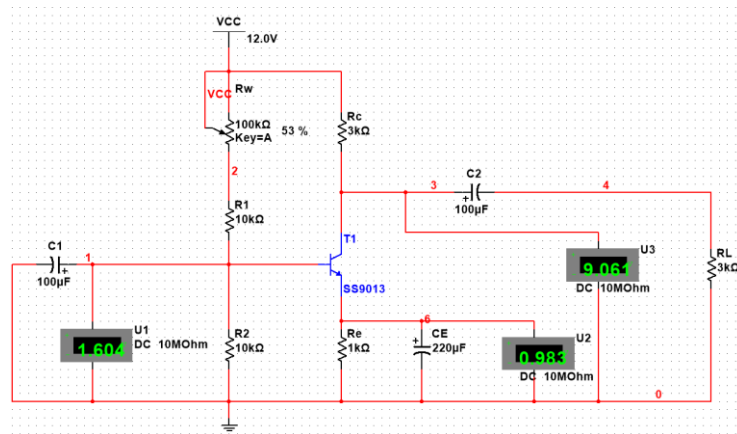 VCC
12.0V
VCC
Rw
100kΩ
Key=A
53 %
Rc
3kΩ
2
R1
10kΩ
3
C2
100µF
4
T1
SS9013
C1
100µF
1
U3
9.061
DC 10MOhm
RL
3kΩ
6
U1
1.604
DC 10MOhm
R2
10kΩ
Re
1kΩ
CE
220µF
U2
0.983
DC 10MOhm
0